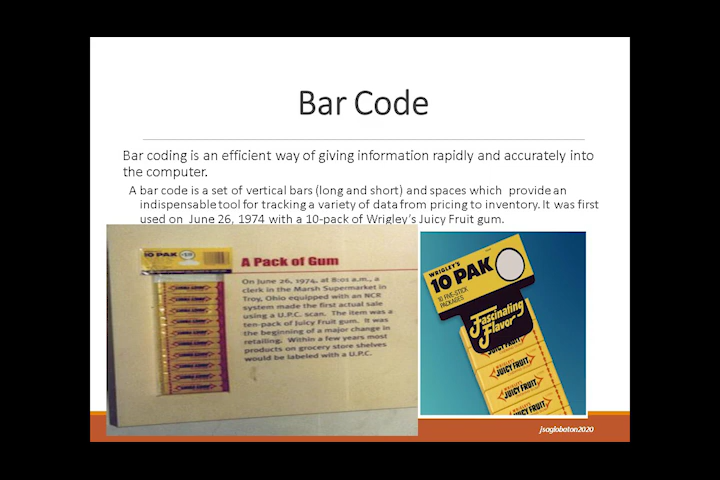 Bar Code
Bar coding is an efficient way of giving information rapidly and accurately into
the computer.
A bar code is a set of vertical bars (long and short) and spaces which provide an
indispensable tool for tracking a variety of data from pricing to inventory. It was first
used on June 26, 1974 with a 10-pack of Wrigley's Juicy Fruit gum.
10 PAK
A Pack of Gum
On June 26, 1974, at 8:01 a.m., a
clerk in the Marsh Supermarket in
Troy, Ohio equipped with an NCR
system made the first actual sale
using a U.P.C. scan. The item was a
ten-pack of Juicy Fruit gum. It was
the beginning of a major change in
retailing. Within a few years most
products on grocery store shelves
would be labeled with a U.P.C.
WRIGLEY'S
10 PAK
10 FIVE-STICK
PACKAGES
Fascinating
Flavor
JUICY FRUIT
WRIGLEY'S
JUICY FRUIT
WRIGLEY'S
JUICY FRUIT
WRIGLEY'S
JUICY FRUIT
jsaglobaton2020